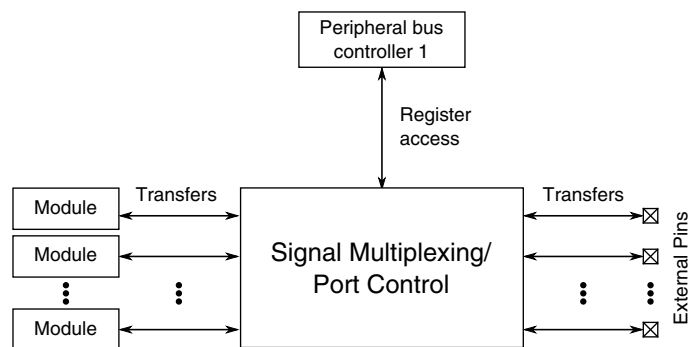 Peripheral bus
controller 1
Register
access
Transfers
Transfers
Module
Module
Module
Signal Multiplexing/
Port Control
External Pins